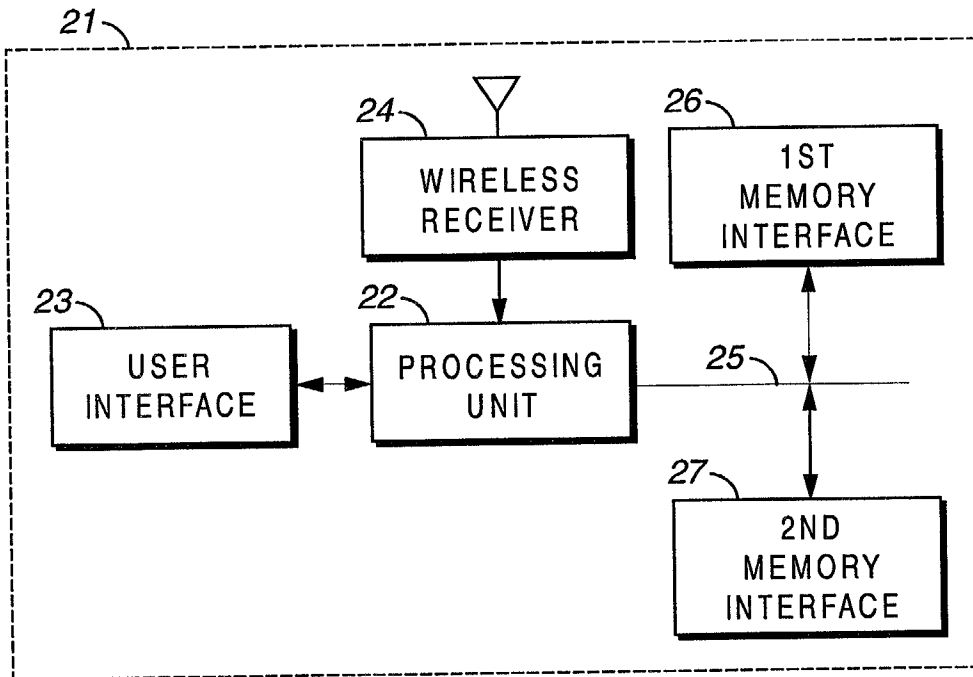 21
24
WIRELESS
RECEIVER
26
1ST
MEMORY
INTERFACE
23
USER
INTERFACE
22
PROCESSING
UNIT
25
27
2ND
MEMORY
INTERFACE